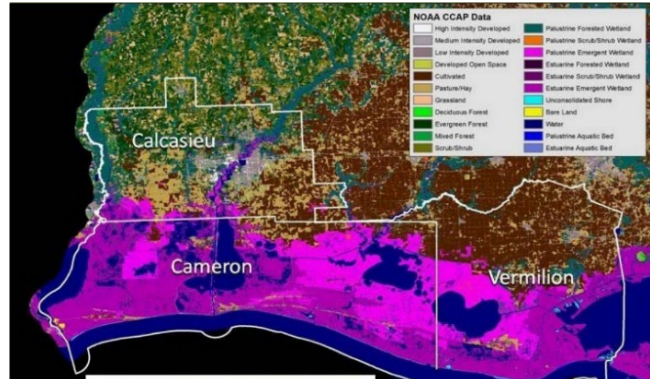 NOAA CCAP Data
High Intensity Developed
Medium Intensity Developed
Low Intensity Developed
Developed Open Space
Cultivated
Pasture/Hay
Grassland
Deciduous Forest
Evergreen Forest
Mixed Forest
Scrub/Shrub
Palustrine Forested Wetland
Palustrine Scrub/Shrub Wetland
Palustrine Emergent Wetland
Estuarine Forested Wetland
Estuarine Scrub/Shrub Wetland
Estuarine Emergent Wetland
Unconsolidated Shore
Bare Land
Water
Palustrine Aquatic Bed
Estuarine Aquatic Bed
Calcasieu
Cameron
Vermilion